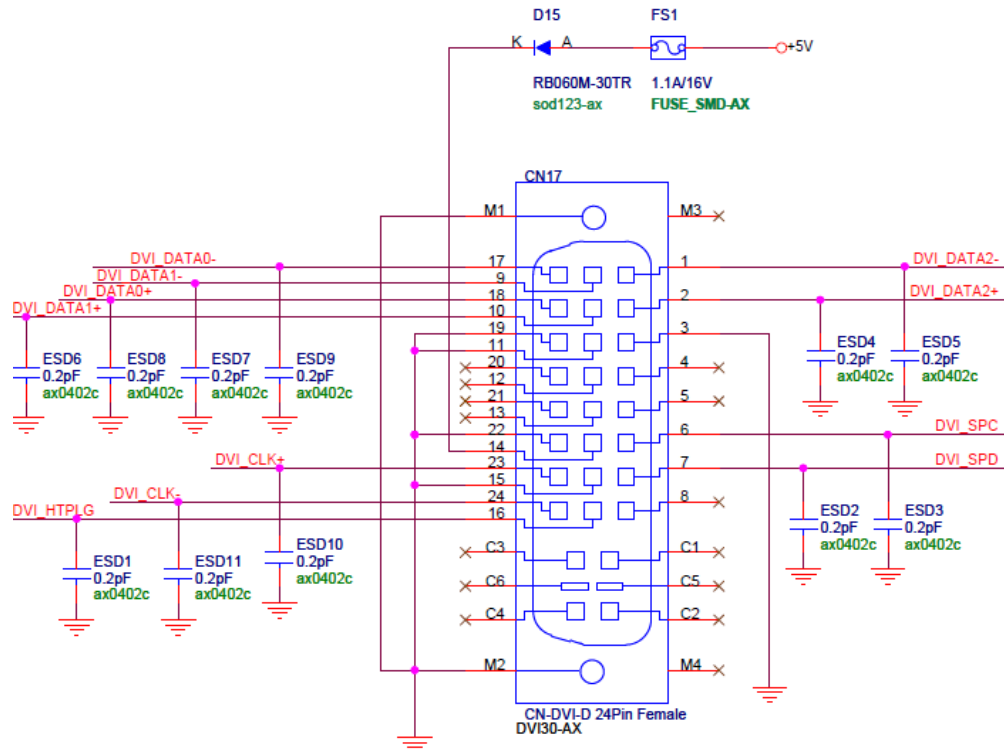 D15
FS1
K
A
+5V
RB060M-30TR
1.1A/16V
sod123-ax
FUSE_SMD-AX
CN17
M1
M3
DVI_DATA0-
17
1
DVI_DATA2-
DVI_DATA1-
9
DVI_DATA0+
18
2
DVI_DATA2+
DVI_DATA1+
10
19
3
11
ESD6
0.2pF
ax0402c
ESD8
0.2pF
ax0402c
ESD7
0.2pF
ax0402c
ESD9
0.2pF
ax0402c
ESD4
0.2pF
ax0402c
ESD5
0.2pF
ax0402c
20
4
12
21
5
13
22
6
DVI_SPC
14
DVI_CLK+
23
7
DVI_SPD
15
DVI_CLK-
24
8
DVI_HTPLG
16
ESD2
0.2pF
ax0402c
ESD3
0.2pF
ax0402c
ESD1
0.2pF
ax0402c
ESD11
0.2pF
ax0402c
ESD10
0.2pF
ax0402c
C3
C1
C6
C5
C4
C2
M2
M4
CN-DVI-D 24Pin Female
DVI30-AX